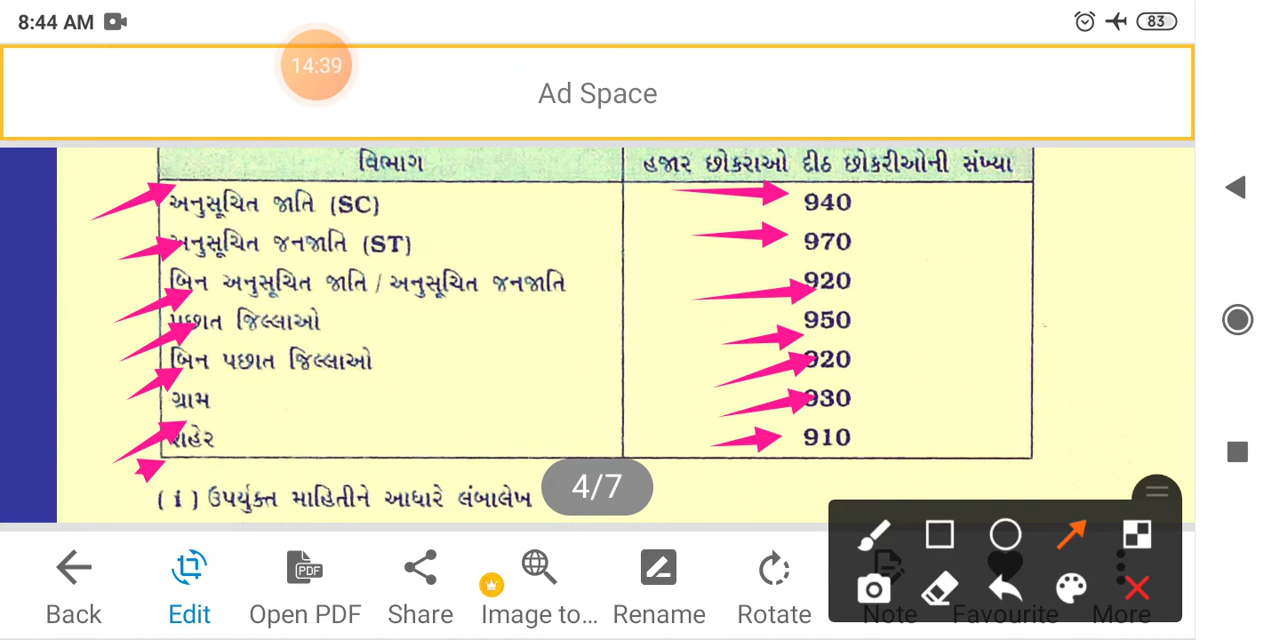 8:44 AM
83
14:39
Ad Space
વિભાગ હજાર છોકરાઓ દીઠ છોકરીઓની સંખ્યા
અનુસૂચિત જાતિ (SC) 940
અનુસૂચિત જનજાતિ (ST) 970
બિન અનુસૂચિત જાતિ / અનુસૂચિત જનજાતિ 920
પછાત જિલ્લાઓ 950
બિન પછાત જિલ્લાઓ 920
ગ્રામ 930
શહેર 910
( i ) ઉપર્યુક્ત માહિતીને આધારે લંબાલેખ
4/7
PDF
Back Edit Open PDF Share Image to... Rename Rotate Note Favourite More